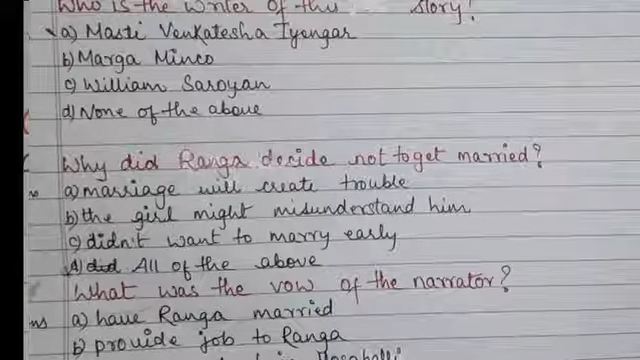 Who is the writer of this story?
a) Masti Venkatesha Iyengar
b) Marga Minco
c) William Saroyan
d) None of the above
Why did Ranga decide not to get married?
a) marriage will create trouble
b) the girl might misunderstand him
c) didn't want to marry early
d) did All of the above
What was the vow of the narrator?
a) have Ranga married
b) provide job to Ranga